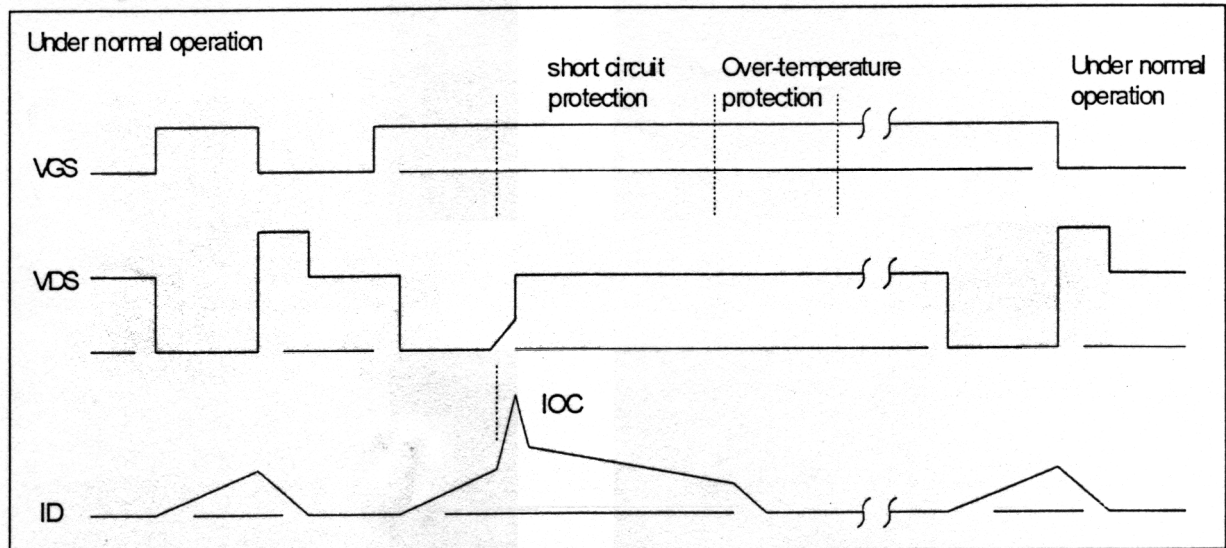 Under normal operation
short circuit
protection
Over-temperature
protection
Under normal
operation
VGS
VDS
IOC
ID